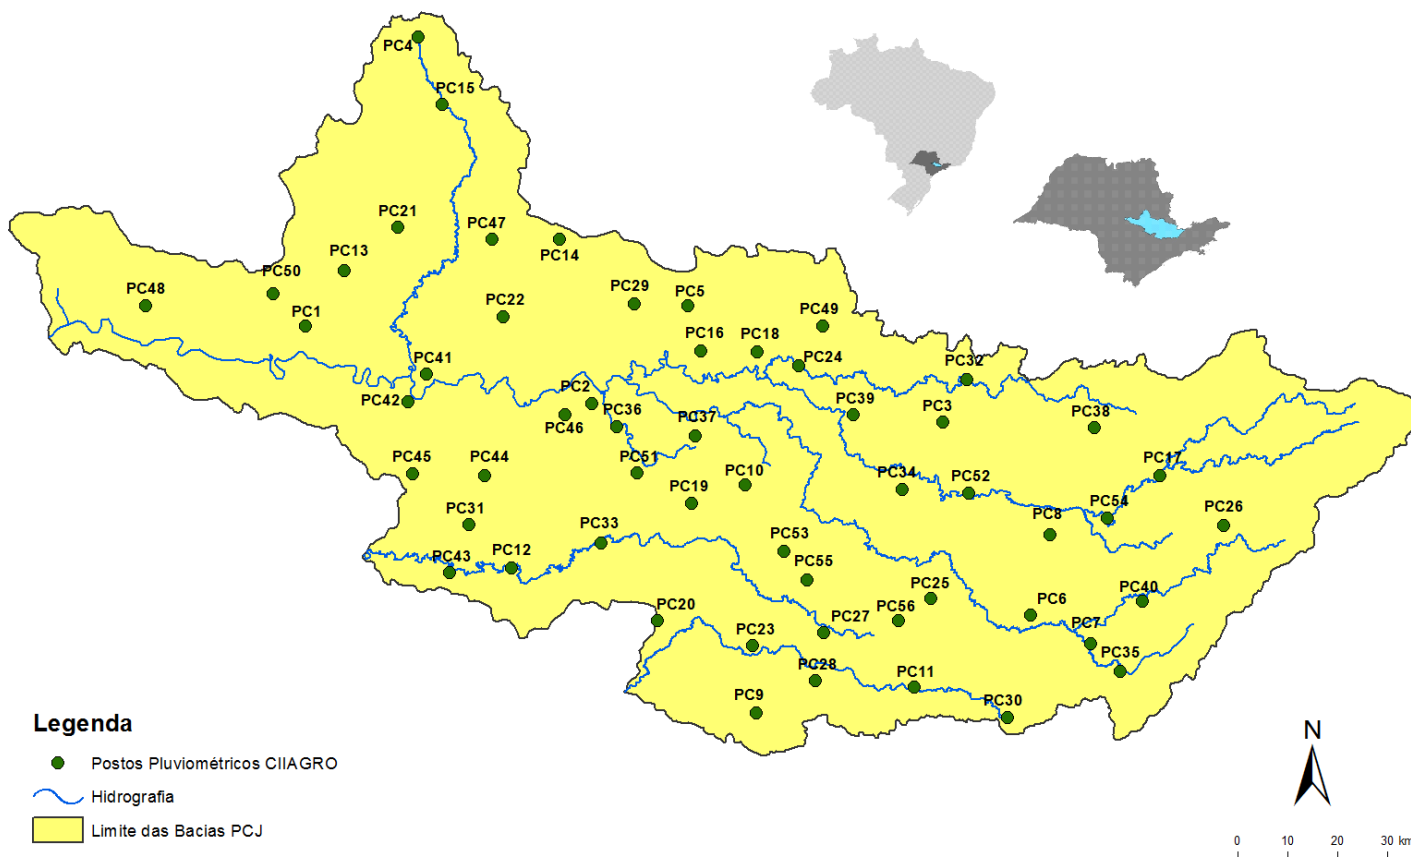 PC4
PC15
PC21
PC47
PC14
PC13
PC50
PC48
PC1
PC22
PC29
PC5
PC49
PC16
PC18
PC24
PC41
PC32
PC2
PC42
PC46
PC36
PC37
PC39
PC3
PC38
PC45
PC44
PC51
PC10
PC34
PC52
PC17
PC19
PC54
PC26
PC31
PC33
PC8
PC43
PC12
PC53
PC55
PC25
PC40
PC20
PC27
PC56
PC6
PC7
PC23
PC35
PC28
PC11
PC9
PC30
Legenda
Postos Pluviométricos CIIAGRO
Hidrografia
Limite das Bacias PCJ
N
0 10 20 30 km